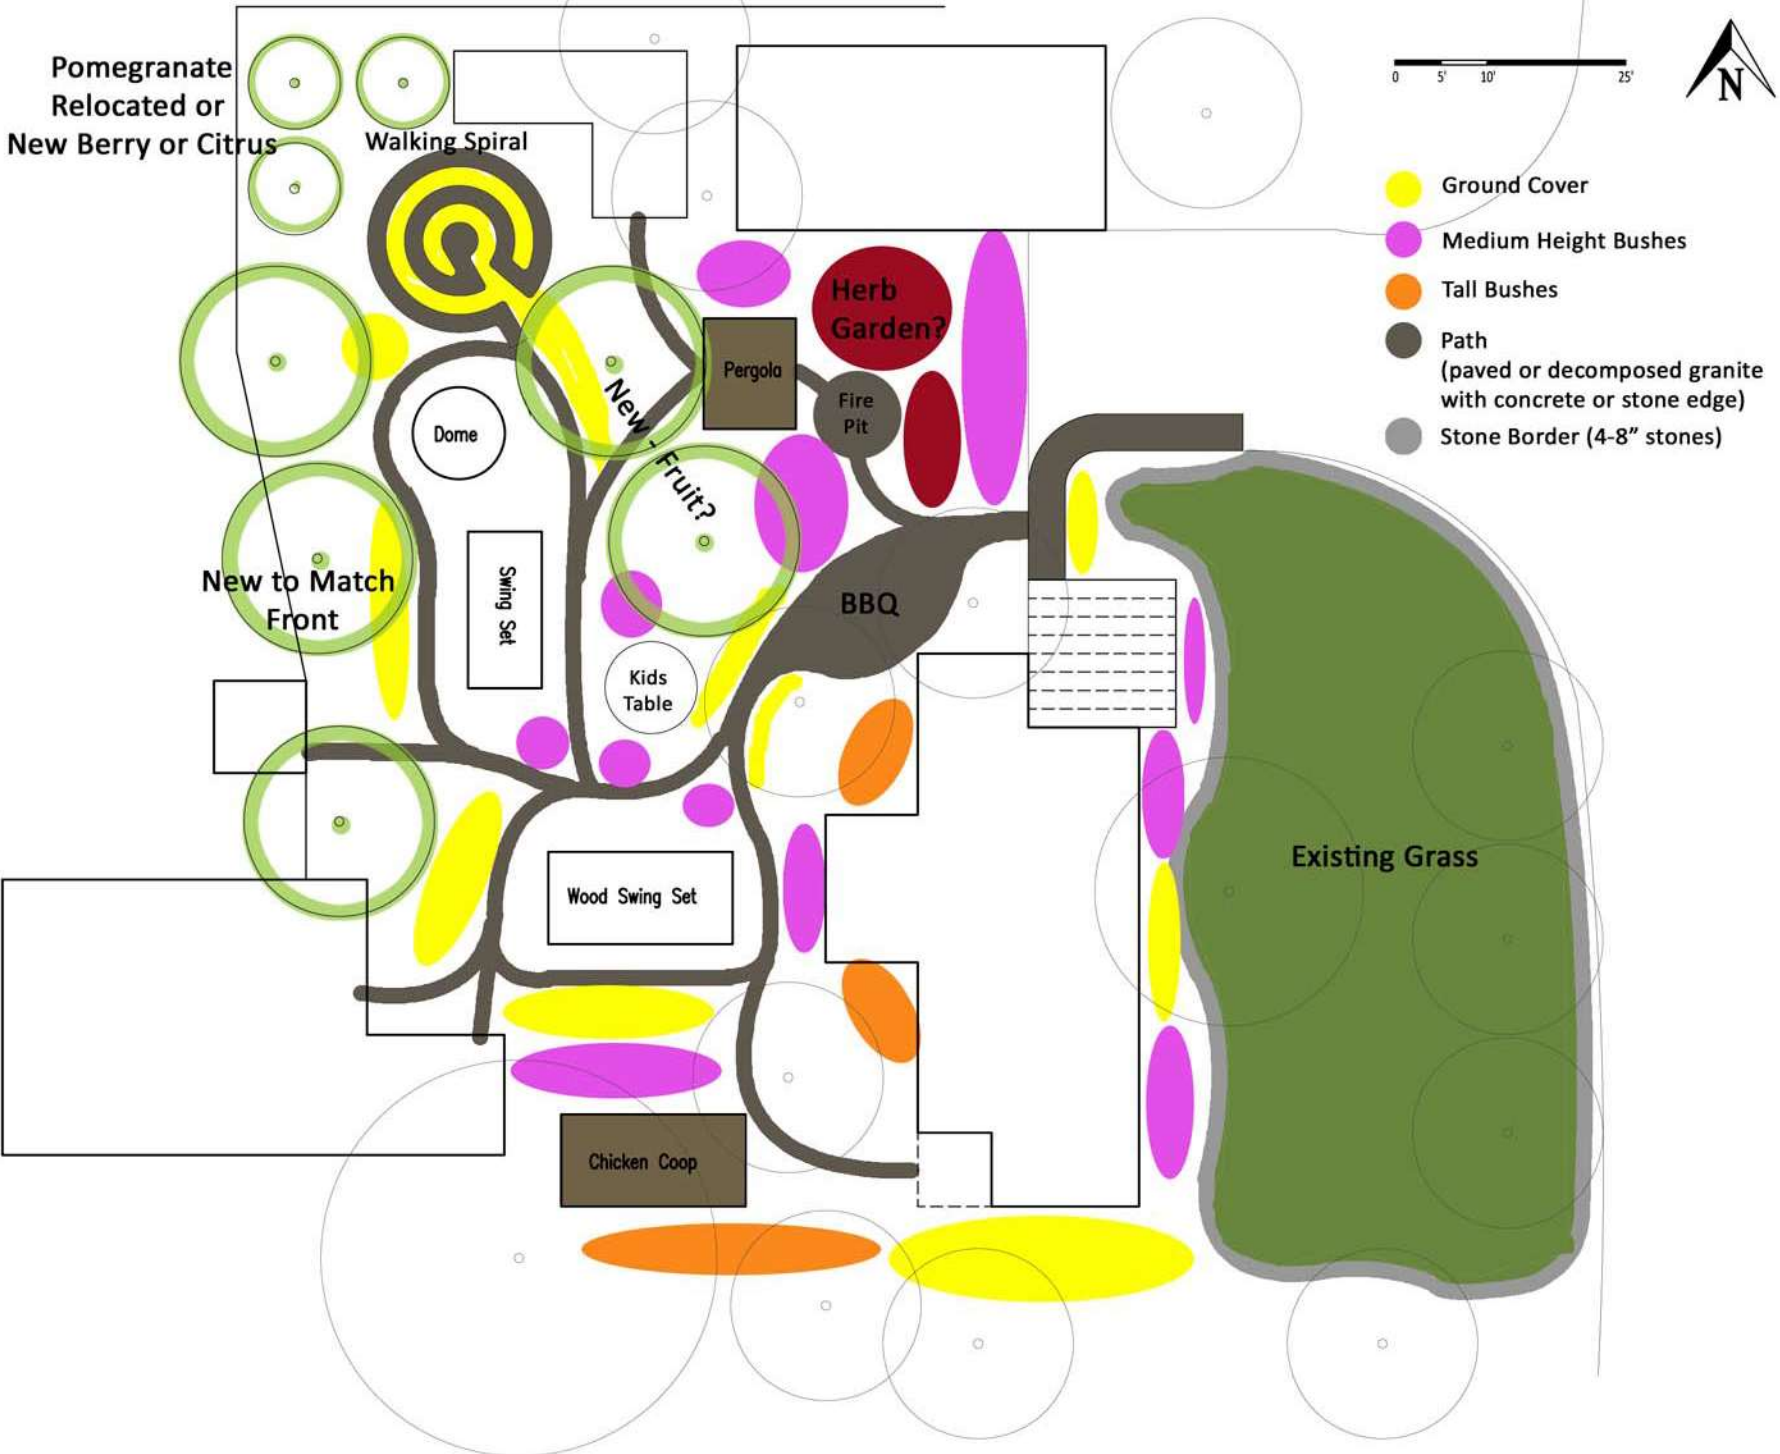 Pomegranate
Relocated or
New Berry or Citrus
Walking Spiral
0 5' 10' 25'
N
Ground Cover
Medium Height Bushes
Tall Bushes
Path
(paved or decomposed granite
with concrete or stone edge)
Stone Border (4-8” stones)
Herb
Garden?
Pergola
Fire
Pit
New - Fruit?
Dome
Swing Set
New to Match
Front
BBQ
Kids
Table
Existing Grass
Wood Swing Set
Chicken Coop